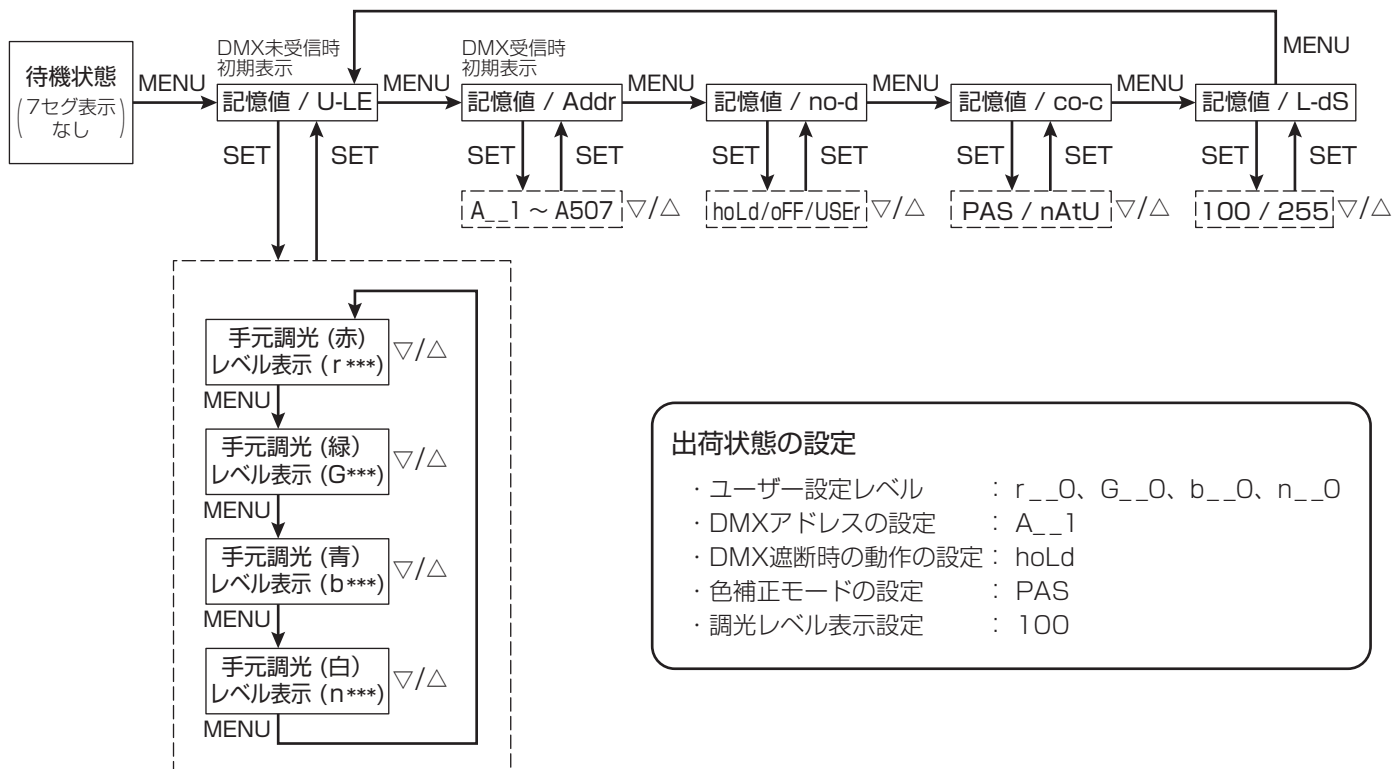 待機状態
(7セグ表示
なし)
MENU
DMX未受信時
初期表示
記憶値 / U-LE
MENU
DMX受信時
初期表示
記憶値 / Addr
MENU
記憶値 / no-d
MENU
記憶値 / co-c
MENU
記憶値 / L-dS
MENU
SET SET
SET SET
A__1 ~ A507 ▽/△
SET SET
hoLd/oFF/USEr ▽/△
SET SET
PAS / nAtU ▽/△
SET SET
100 / 255 ▽/△
手元調光 (赤)
レベル表示 (r***) ▽/△
MENU
手元調光 (緑)
レベル表示 (G***) ▽/△
MENU
手元調光 (青)
レベル表示 (b***) ▽/△
MENU
手元調光 (白)
レベル表示 (n***) ▽/△
MENU
出荷状態の設定
・ユーザー設定レベル : r__0、G__0、b__0、n__0
・DMXアドレスの設定 : A__1
・DMX遮断時の動作の設定 : hoLd
・色補正モードの設定 : PAS
・調光レベル表示設定 : 100